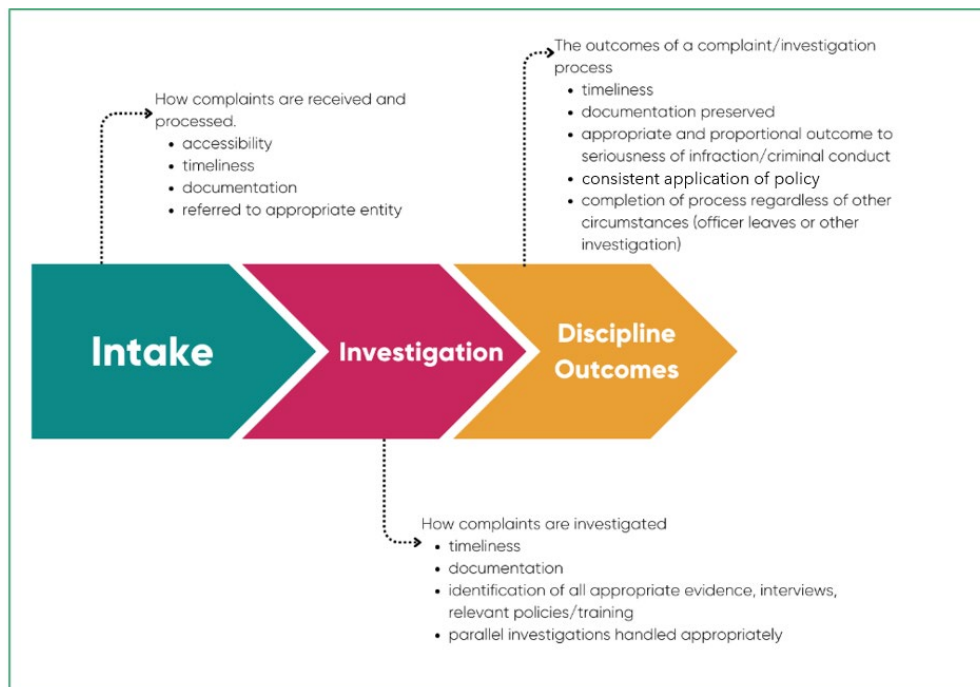 How complaints are received and
processed.
• accessibility
• timeliness
• documentation
• referred to appropriate entity
The outcomes of a complaint/investigation
process
• timeliness
• documentation preserved
• appropriate and proportional outcome to
seriousness of infraction/criminal conduct
• consistent application of policy
• completion of process regardless of other
circumstances (officer leaves or other
investigation)
Intake
Investigation
Discipline
Outcomes
How complaints are investigated
• timeliness
• documentation
• identification of all appropriate evidence, interviews,
relevant policies/training
• parallel investigations handled appropriately